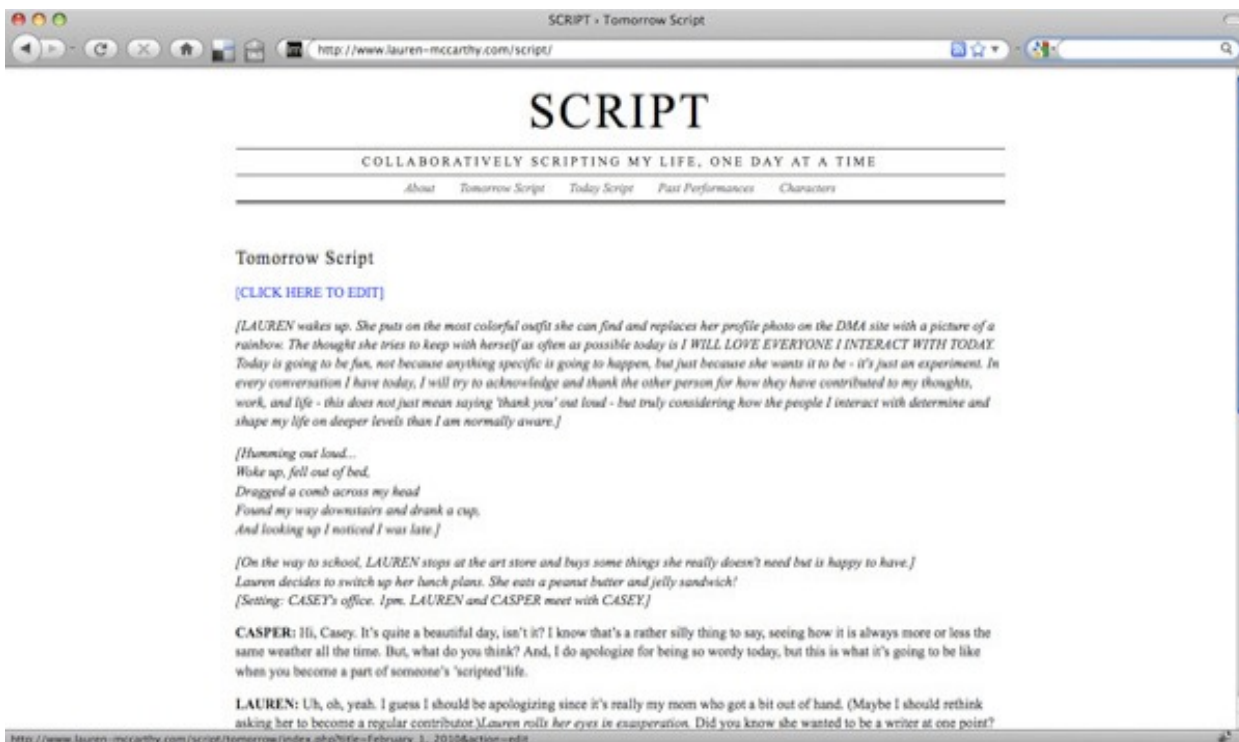 SCRIPT › Tomorrow Script
http://www.lauren-mccarthy.com/script/
SCRIPT
COLLABORATIVELY SCRIPTING MY LIFE, ONE DAY AT A TIME
About Tomorrow Script Today Script Past Performances Characters
Tomorrow Script
[CLICK HERE TO EDIT]
[LAUREN wakes up. She puts on the most colorful outfit she can find and replaces her profile photo on the DMA site with a picture of a
rainbow. The thought she tries to keep with herself as often as possible today is I WILL LOVE EVERYONE I INTERACT WITH TODAY.
Today is going to be fun, not because anything specific is going to happen, but just because she wants it to be - it's just an experiment. In
every conversation I have today, I will try to acknowledge and thank the other person for how they have contributed to my thoughts,
work, and life - this does not just mean saying 'thank you' out loud - but truly considering how the people I interact with determine and
shape my life on deeper levels than I am normally aware.]
[Humming out loud...
Woke up, fell out of bed,
Dragged a comb across my head
Found my way downstairs and drank a cup,
And looking up I noticed I was late.]
[On the way to school, LAUREN stops at the art store and buys some things she really doesn't need but is happy to have.]
Lauren decides to switch up her lunch plans. She eats a peanut butter and jelly sandwich!
[Setting: CASEY's office. 1pm. LAUREN and CASPER meet with CASEY.]
CASPER: Hi, Casey. It's quite a beautiful day, isn't it? I know that's a rather silly thing to say, seeing how it is always more or less the
same weather all the time. But, what do you think? And, I do apologize for being so wordy today, but this is what it's going to be like
when you become a part of someone's 'scripted'life.
LAUREN: Uh, oh, yeah. I guess I should be apologizing since it's really my mom who got a bit out of hand. (Maybe I should rethink
asking her to become a regular contributor.)Lauren rolls her eyes in exasperation. Did you know she wanted to be a writer at one point?
http://www.lauren-mccarthy.com/script/tomorrow/index.php?title=February_1,_2010&action=edit